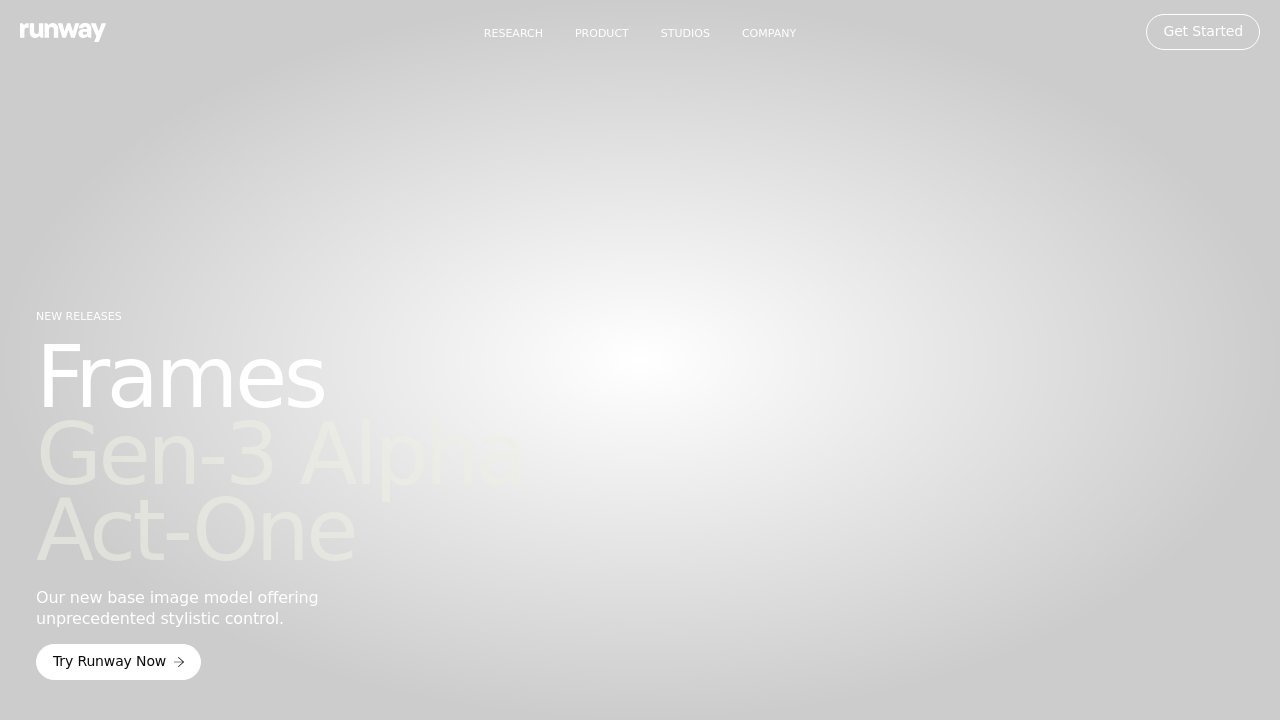 runway
RESEARCH
PRODUCT
STUDIOS
COMPANY
Get Started
NEW RELEASES
Frames
Gen-3 Alpha
Act-One
Our new base image model offering
unprecedented stylistic control.
Try Runway Now